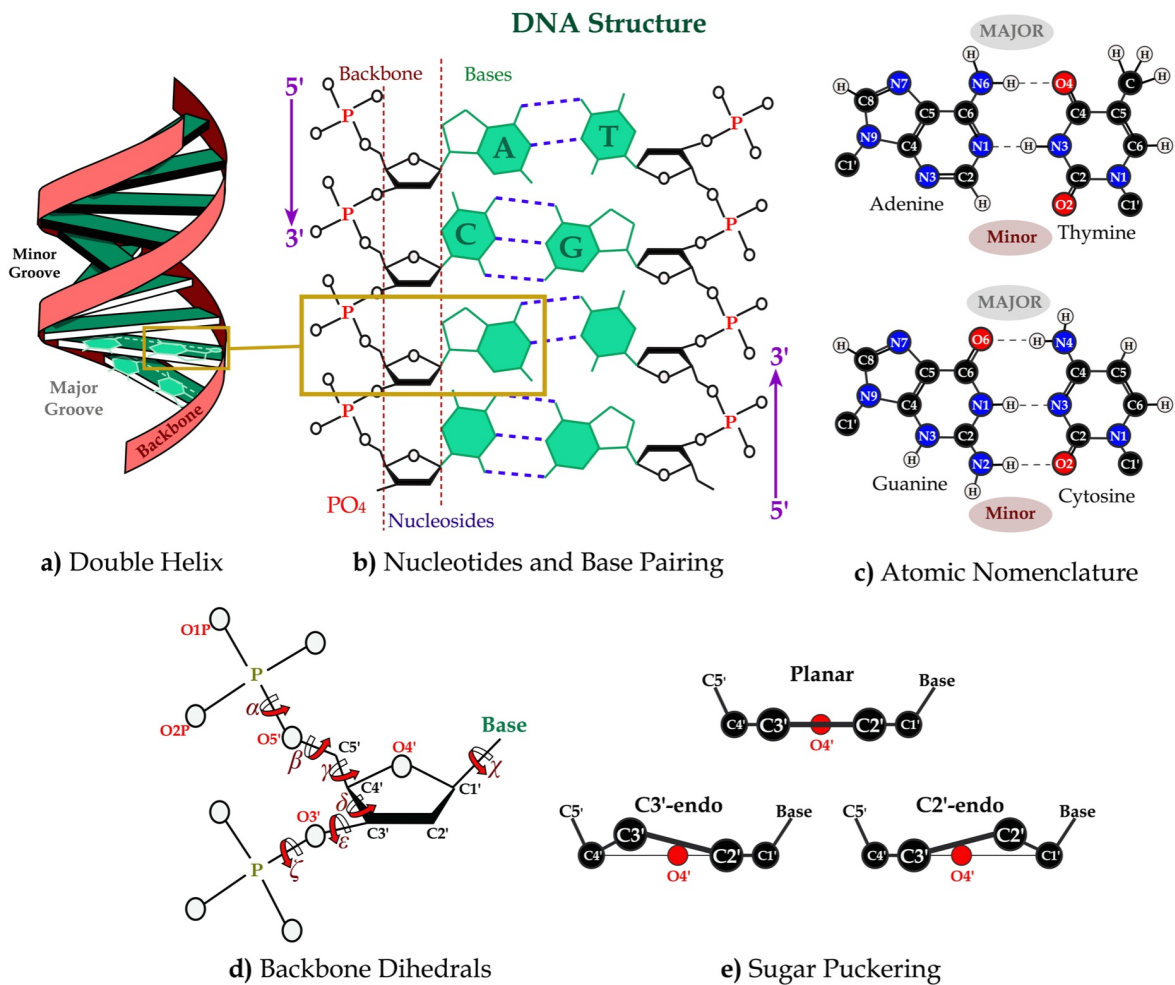 DNA Structure
5'
3'
Minor
Groove
Major
Groove
Backbone
a) Double Helix
Backbone
Bases
P
P
P
P
A
T
C
G
P
P
P
P
3'
5'
PO4
Nucleosides
b) Nucleotides and Base Pairing
MAJOR
H
H
H
H
N7
N6
H
O4
C
H
H
C8
C5
C6
C4
C5
N9
C4
N1
H
N3
C6
H
C1'
N3
C2
C2
N1
Adenine
H
O2
C1'
Minor
Thymine
MAJOR
H
H
N7
O6
H
N4
H
C8
C5
C6
C4
C5
N9
C4
N1
H
N3
C6
H
C1'
N3
C2
C2
N1
H
N2
H
O2
C1'
Guanine
H
Cytosine
Minor
c) Atomic Nomenclature
O1P
P
O2P
α
O5'
β
C5'
γ
O4'
Base
C4'
C1'
χ
δ
O3'
C3'
C2'
ε
ζ
P
d) Backbone Dihedrals
C5'
Planar
Base
C4'
C3'
C2'
C1'
O4'
C3'-endo
C5'
Base
C3'
C4'
C2'
C1'
O4'
C2'-endo
C5'
Base
C2'
C4'
C3'
C1'
O4'
e) Sugar Puckering